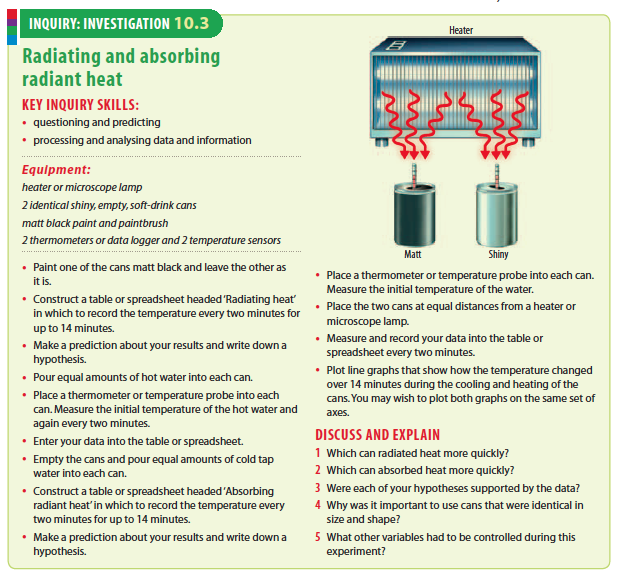 INQUIRY: INVESTIGATION 10.3
Radiating and absorbing
radiant heat
KEY INQUIRY SKILLS:
• questioning and predicting
• processing and analysing data and information
Equipment:
heater or microscope lamp
2 identical shiny, empty, soft-drink cans
matt black paint and paintbrush
2 thermometers or data logger and 2 temperature sensors
• Paint one of the cans matt black and leave the other as
it is.
• Construct a table or spreadsheet headed 'Radiating heat'
in which to record the temperature every two minutes for
up to 14 minutes.
• Make a prediction about your results and write down a
hypothesis.
• Pour equal amounts of hot water into each can.
• Place a thermometer or temperature probe into each
can. Measure the initial temperature of the hot water and
again every two minutes.
• Enter your data into the table or spreadsheet.
• Empty the cans and pour equal amounts of cold tap
water into each can.
• Construct a table or spreadsheet headed 'Absorbing
radiant heat' in which to record the temperature every
two minutes for up to 14 minutes.
• Make a prediction about your results and write down a
hypothesis.
Heater
Matt
Shiny
• Place a thermometer or temperature probe into each can.
Measure the initial temperature of the water.
• Place the two cans at equal distances from a heater or
microscope lamp.
• Measure and record your data into the table or
spreadsheet every two minutes.
• Plot line graphs that show how the temperature changed
over 14 minutes during the cooling and heating of the
cans. You may wish to plot both graphs on the same set of
axes.
DISCUSS AND EXPLAIN
1 Which can radiated heat more quickly?
2 Which can absorbed heat more quickly?
3 Were each of your hypotheses supported by the data?
4 Why was it important to use cans that were identical in
size and shape?
5 What other variables had to be controlled during this
experiment?